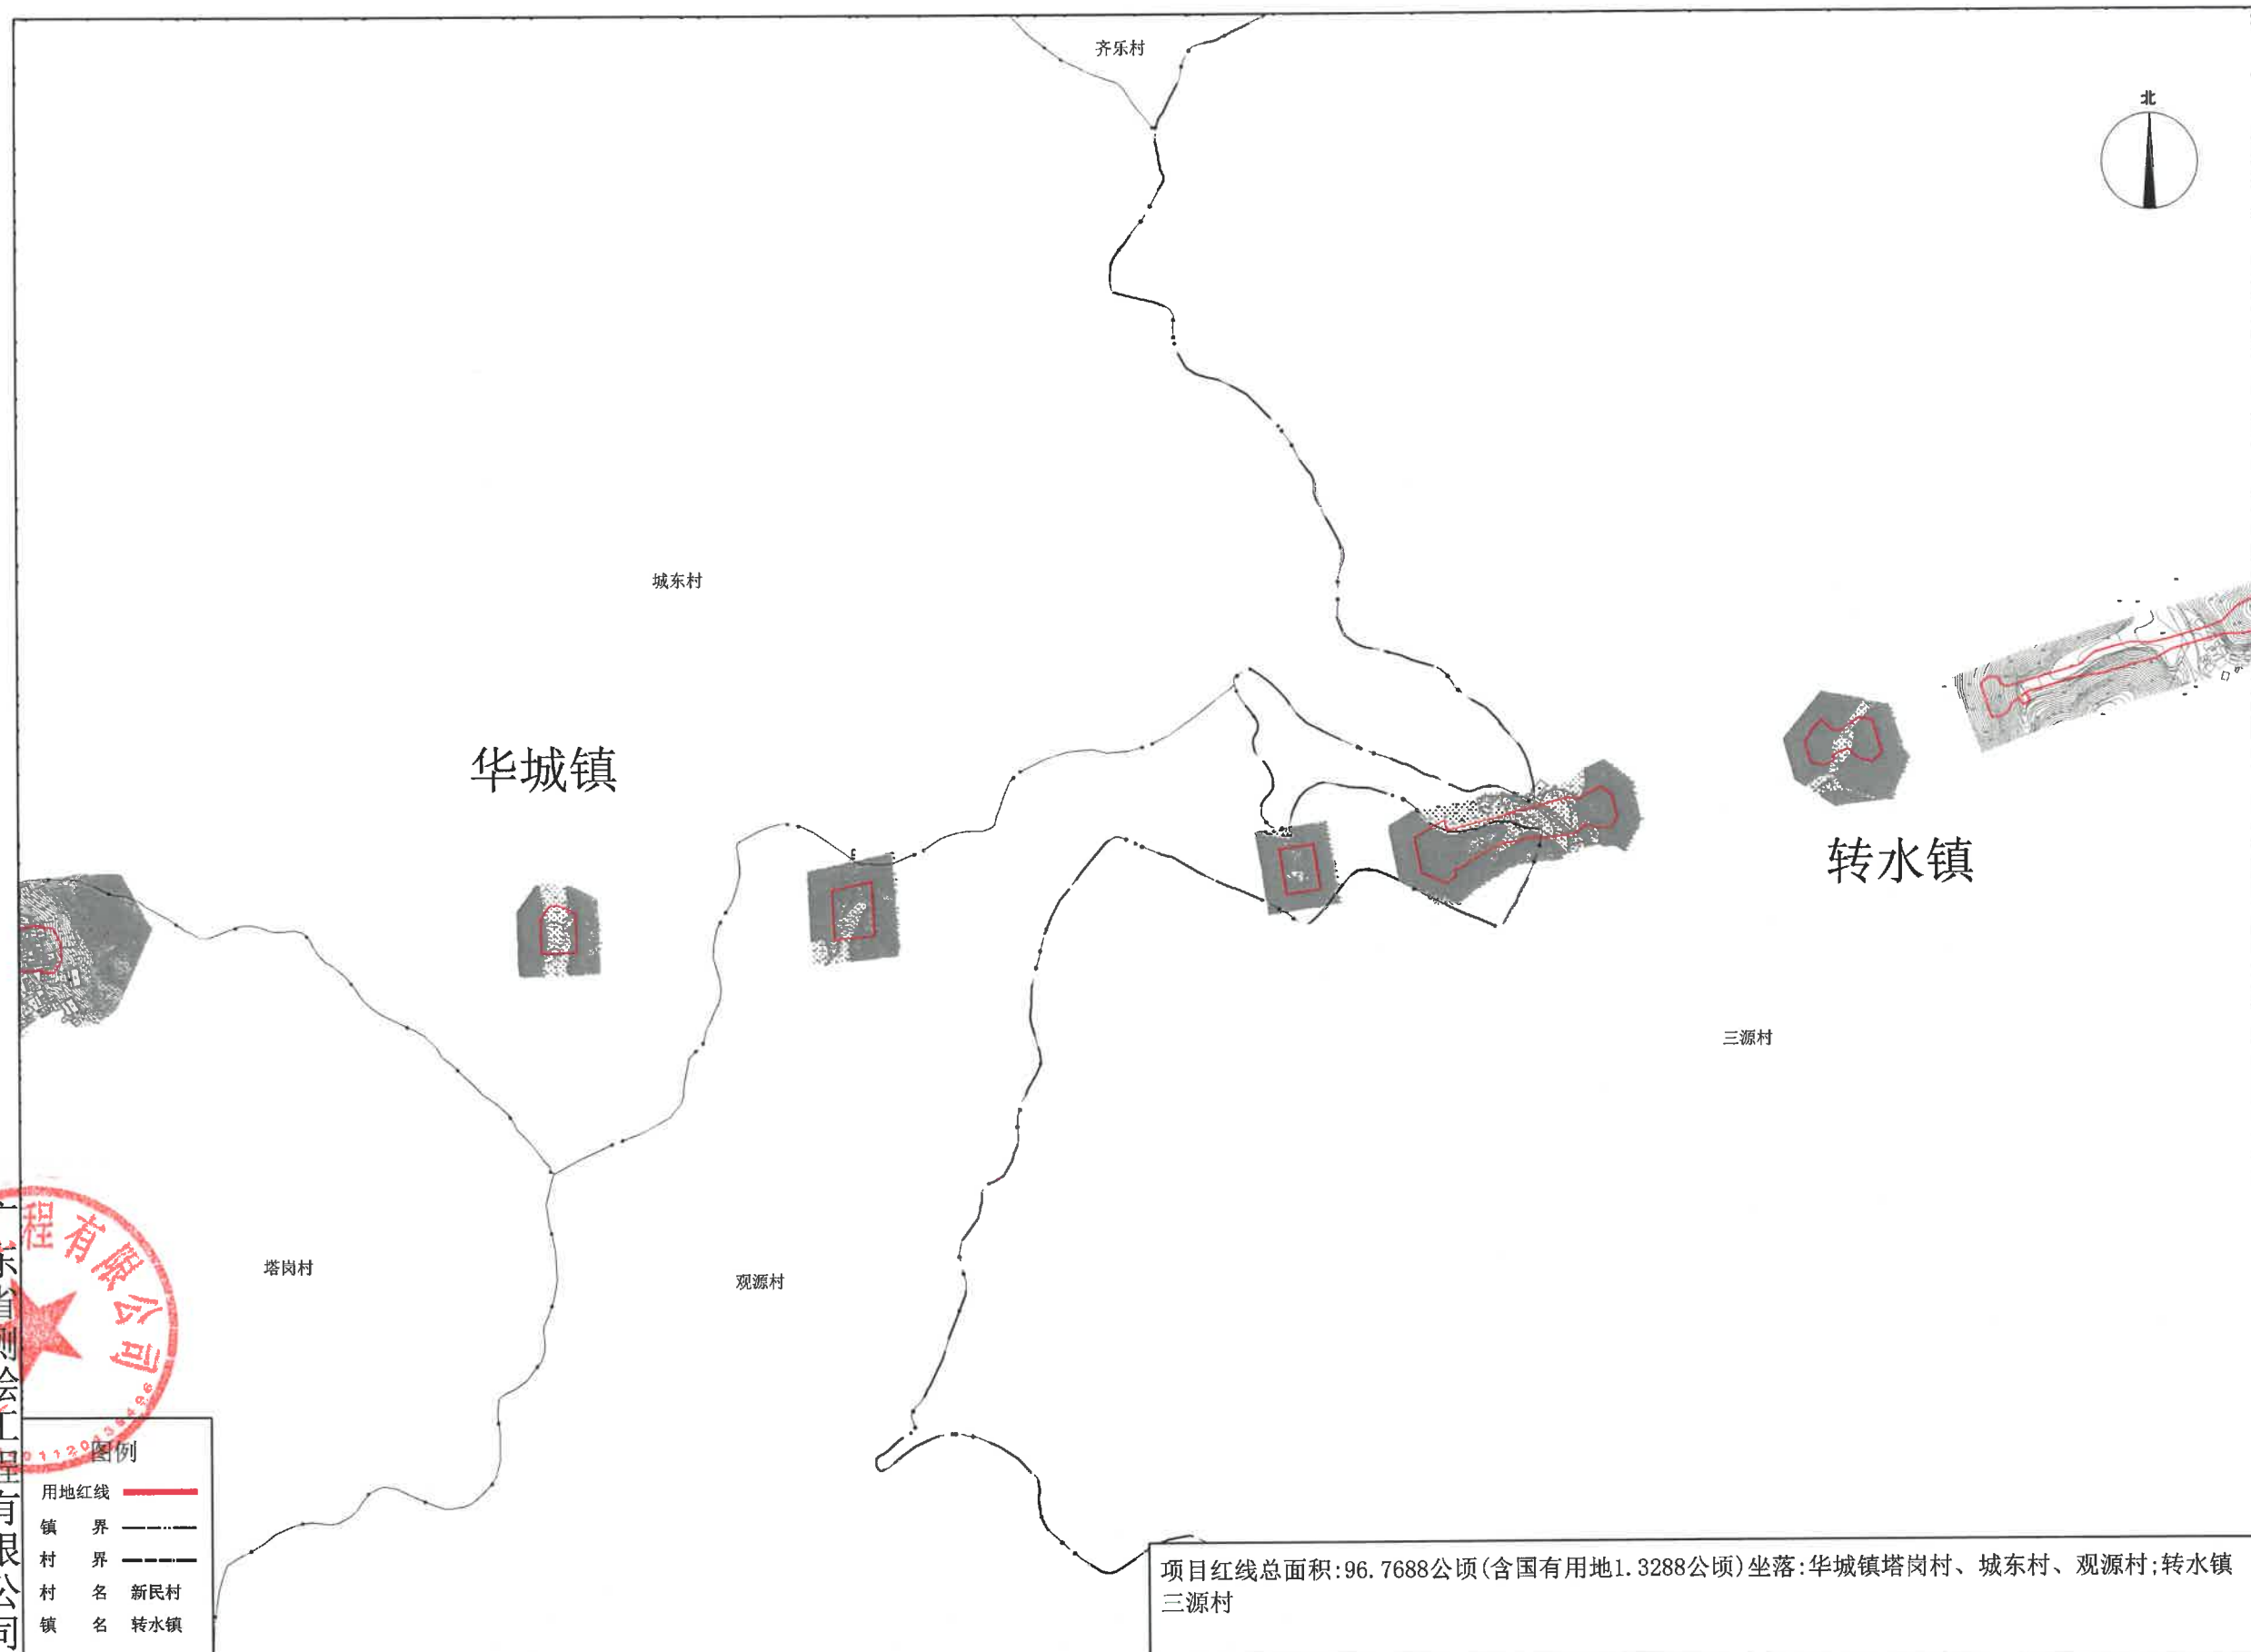 齐乐村
北
城东村
华城镇
转水镇
三源村
塔岗村
观源村
程有限公司
东省测绘工程有限公司
图例
用地红线
镇 界
村 界
村 名 新民村
镇 名 转水镇
项目红线总面积:96.7688公顷(含国有用地1.3288公顷)坐落:华城镇塔岗村、城东村、观源村;转水镇
三源村